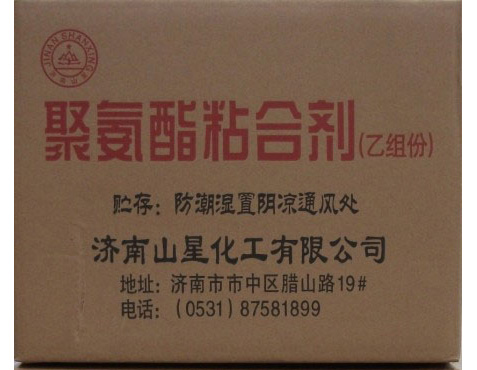 JINAN SHANXING
聚氨酯粘合剂(乙组份)
贮存：防潮湿置阴凉通风处
济南山星化工有限公司
地址：济南市市中区腊山路19#
电话：(0531) 87581899